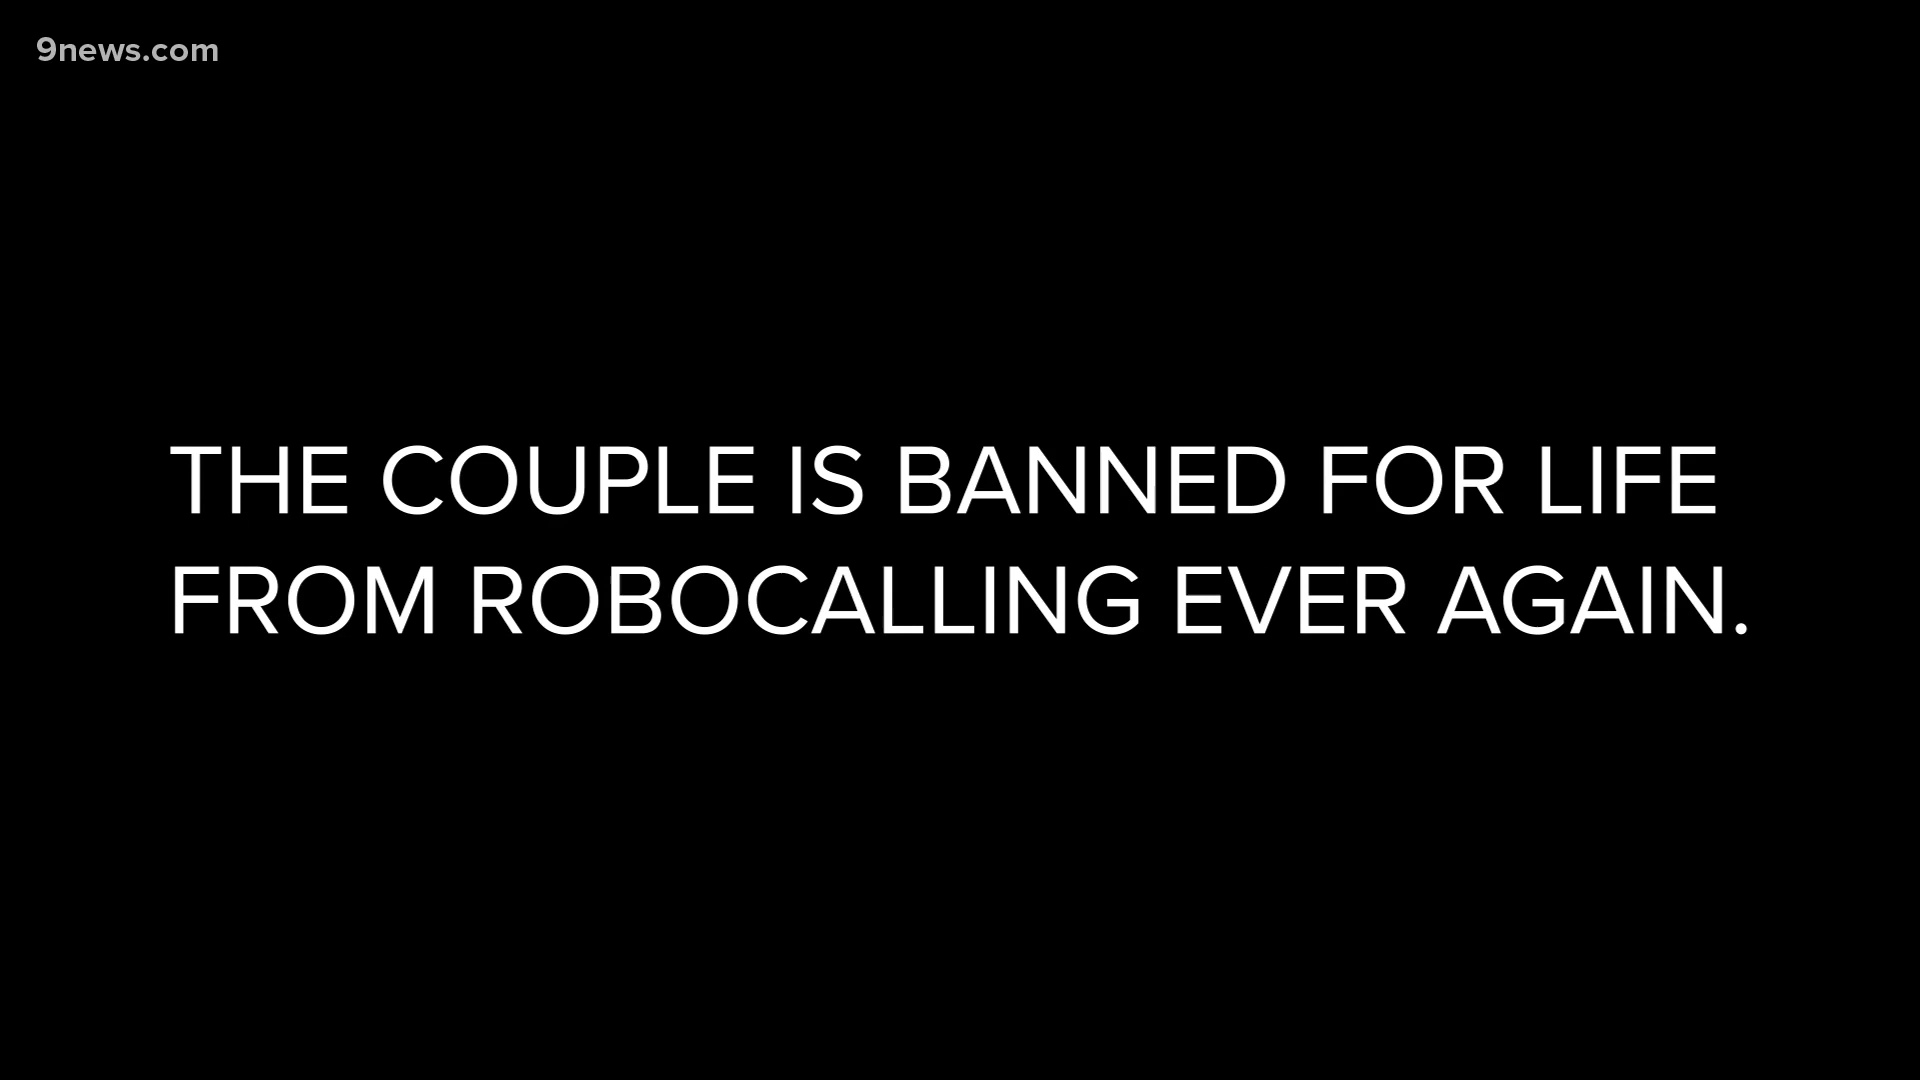 9news.com
THE COUPLE IS BANNED FOR LIFE
FROM ROBOCALLING EVER AGAIN.